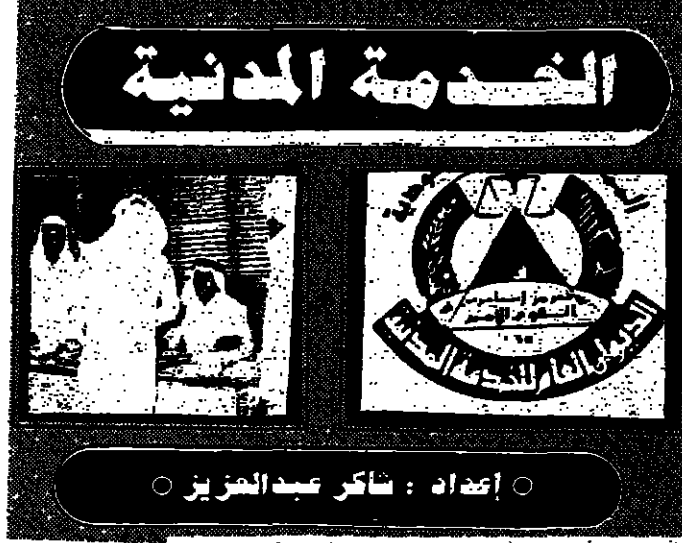 الخدمة المدنية
الديوان العام للخدمة المدنية
○ إعداد : شاكر عبدالعزيز ○